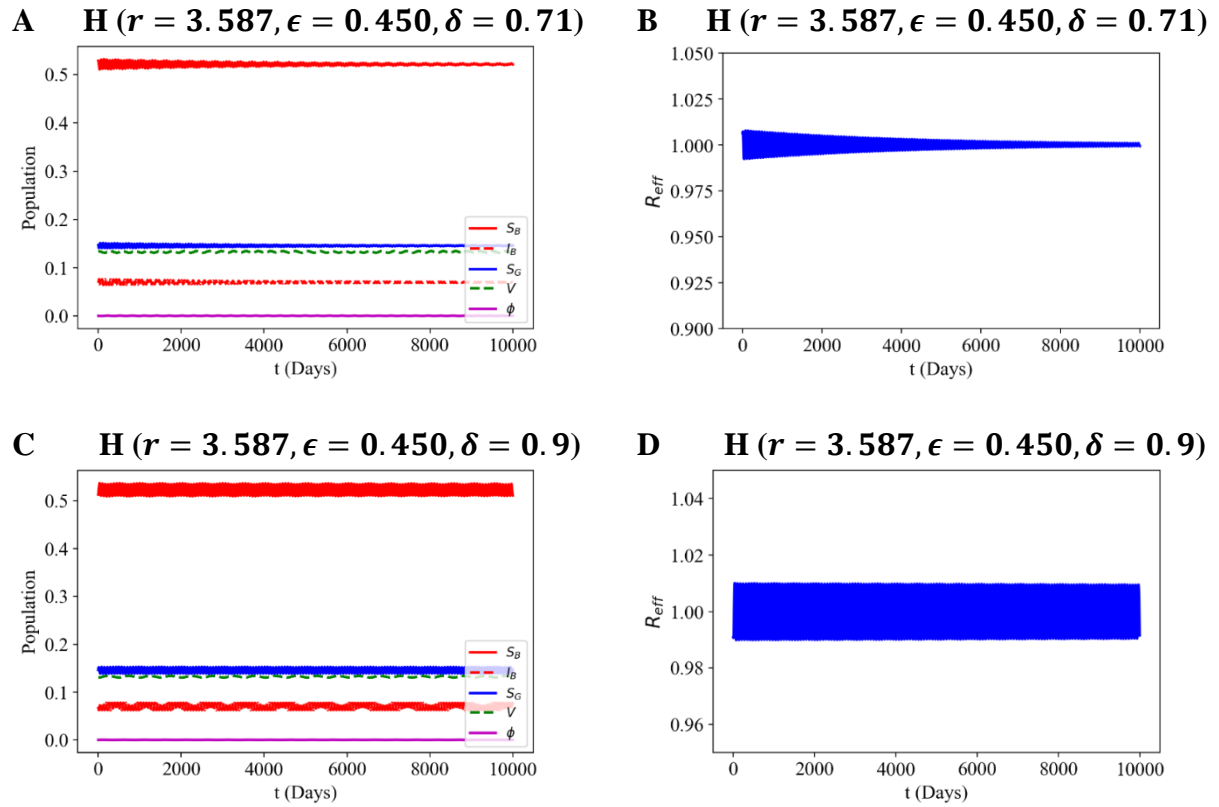 A H (r = 3.587, ϵ = 0.450, δ = 0.71)
0.5
0.4
0.3
0.2
0.1
0.0
Population
S_B
I_B
S_G
V
ϕ
0 2000 4000 6000 8000 10000
t (Days)
B H (r = 3.587, ϵ = 0.450, δ = 0.71)
1.050
1.025
1.000
0.975
0.950
0.925
0.900
R_eff
0 2000 4000 6000 8000 10000
t (Days)
C H (r = 3.587, ϵ = 0.450, δ = 0.9)
0.5
0.4
0.3
0.2
0.1
0.0
Population
S_B
I_B
S_G
V
ϕ
0 2000 4000 6000 8000 10000
t (Days)
D H (r = 3.587, ϵ = 0.450, δ = 0.9)
1.04
1.02
1.00
0.98
0.96
R_eff
0 2000 4000 6000 8000 10000
t (Days)